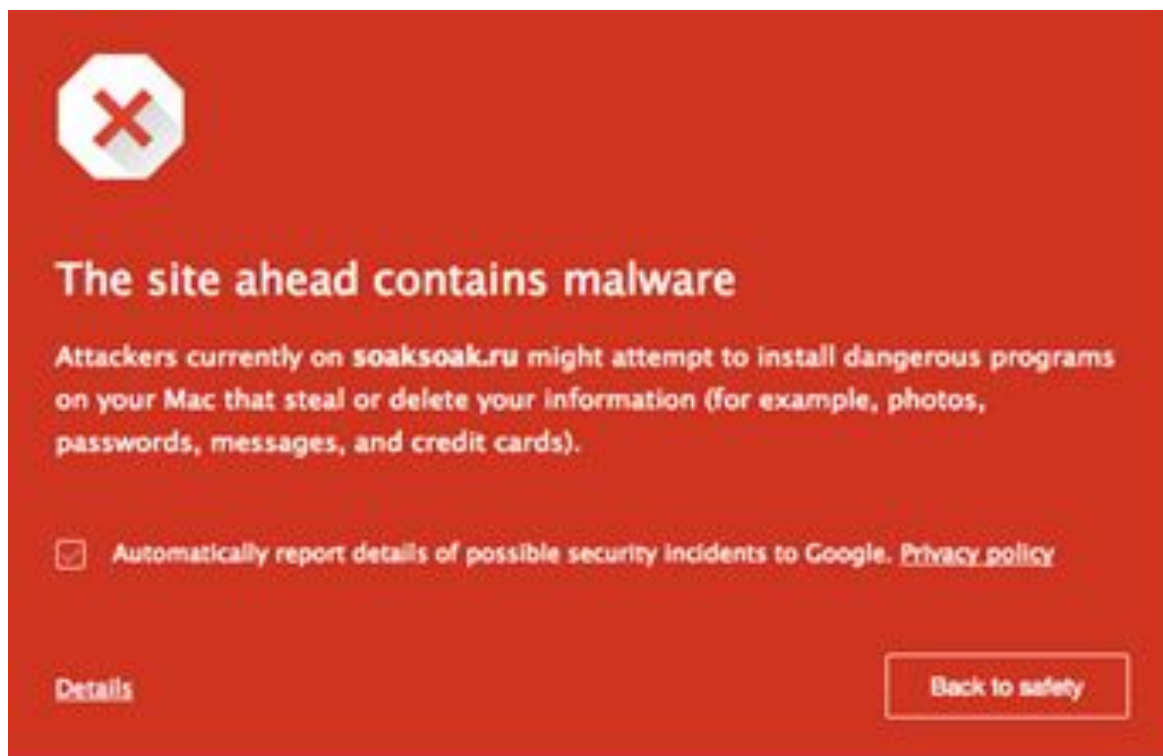 The site ahead contains malware
Attackers currently on soaksoak.ru might attempt to install dangerous programs
on your Mac that steal or delete your information (for example, photos,
passwords, messages, and credit cards).
Automatically report details of possible security incidents to Google. Privacy policy
Details
Back to safety